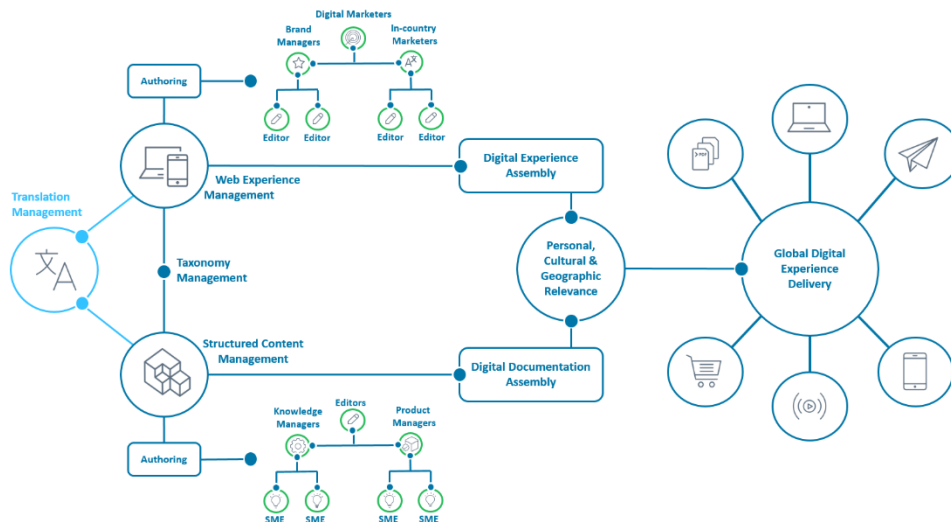 Digital Marketers
Brand
Managers
In-country
Marketers
Authoring
Editor
Editor
Editor
Editor
Web Experience
Management
Digital Experience
Assembly
Translation
Management
文A
Taxonomy
Management
Personal,
Cultural &
Geographic
Relevance
Global Digital
Experience
Delivery
Structured Content
Management
Digital Documentation
Assembly
Knowledge
Managers
Editors
Product
Managers
Authoring
SME
SME
SME
SME
PDF